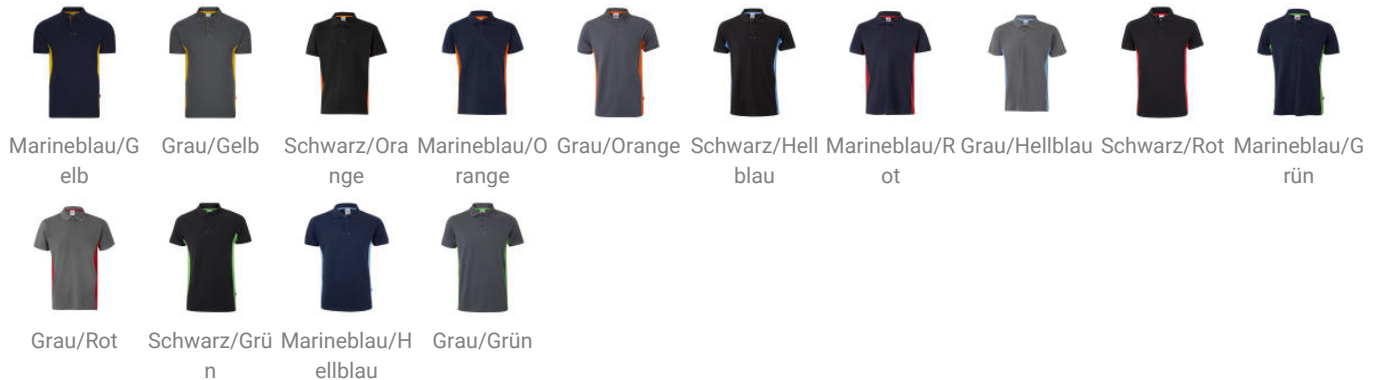 Marineblau/G Grau/Gelb Schwarz/Ora Marineblau/O Grau/Orange Schwarz/Hell Marineblau/R Grau/Hellblau Schwarz/Rot Marineblau/G
elb nge range blau ot rün
Grau/Rot Schwarz/Grü Marineblau/H Grau/Grün
n ellblau